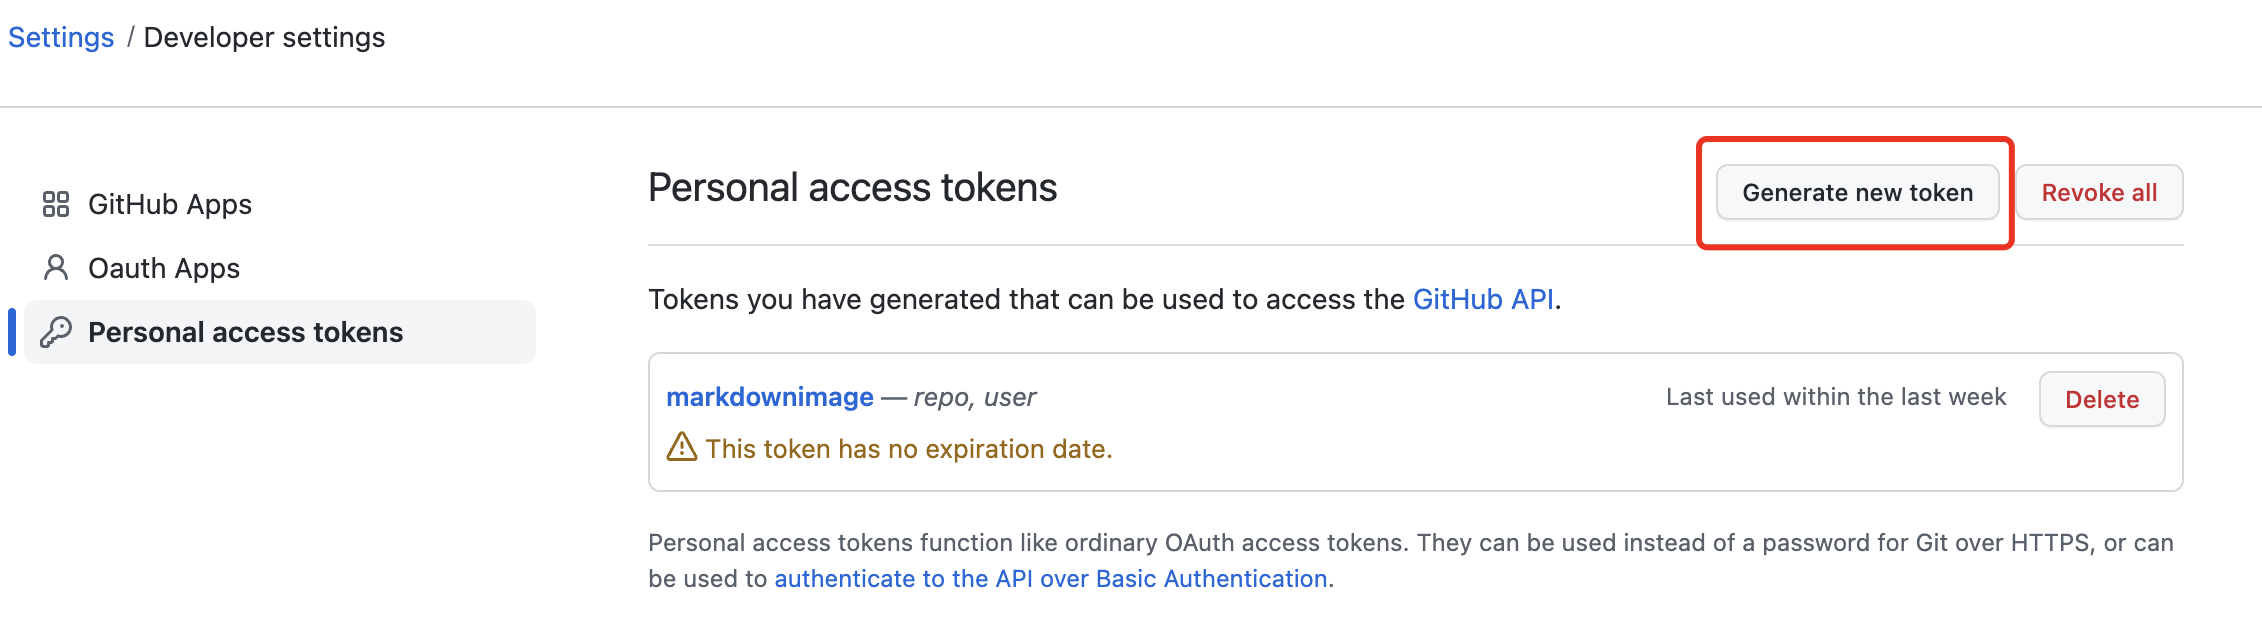 Settings / Developer settings
GitHub Apps
Oauth Apps
Personal access tokens
Personal access tokens
Generate new token
Revoke all
Tokens you have generated that can be used to access the GitHub API.
markdownimage — repo, user
Last used within the last week
Delete
This token has no expiration date.
Personal access tokens function like ordinary OAuth access tokens. They can be used instead of a password for Git over HTTPS, or can
be used to authenticate to the API over Basic Authentication.